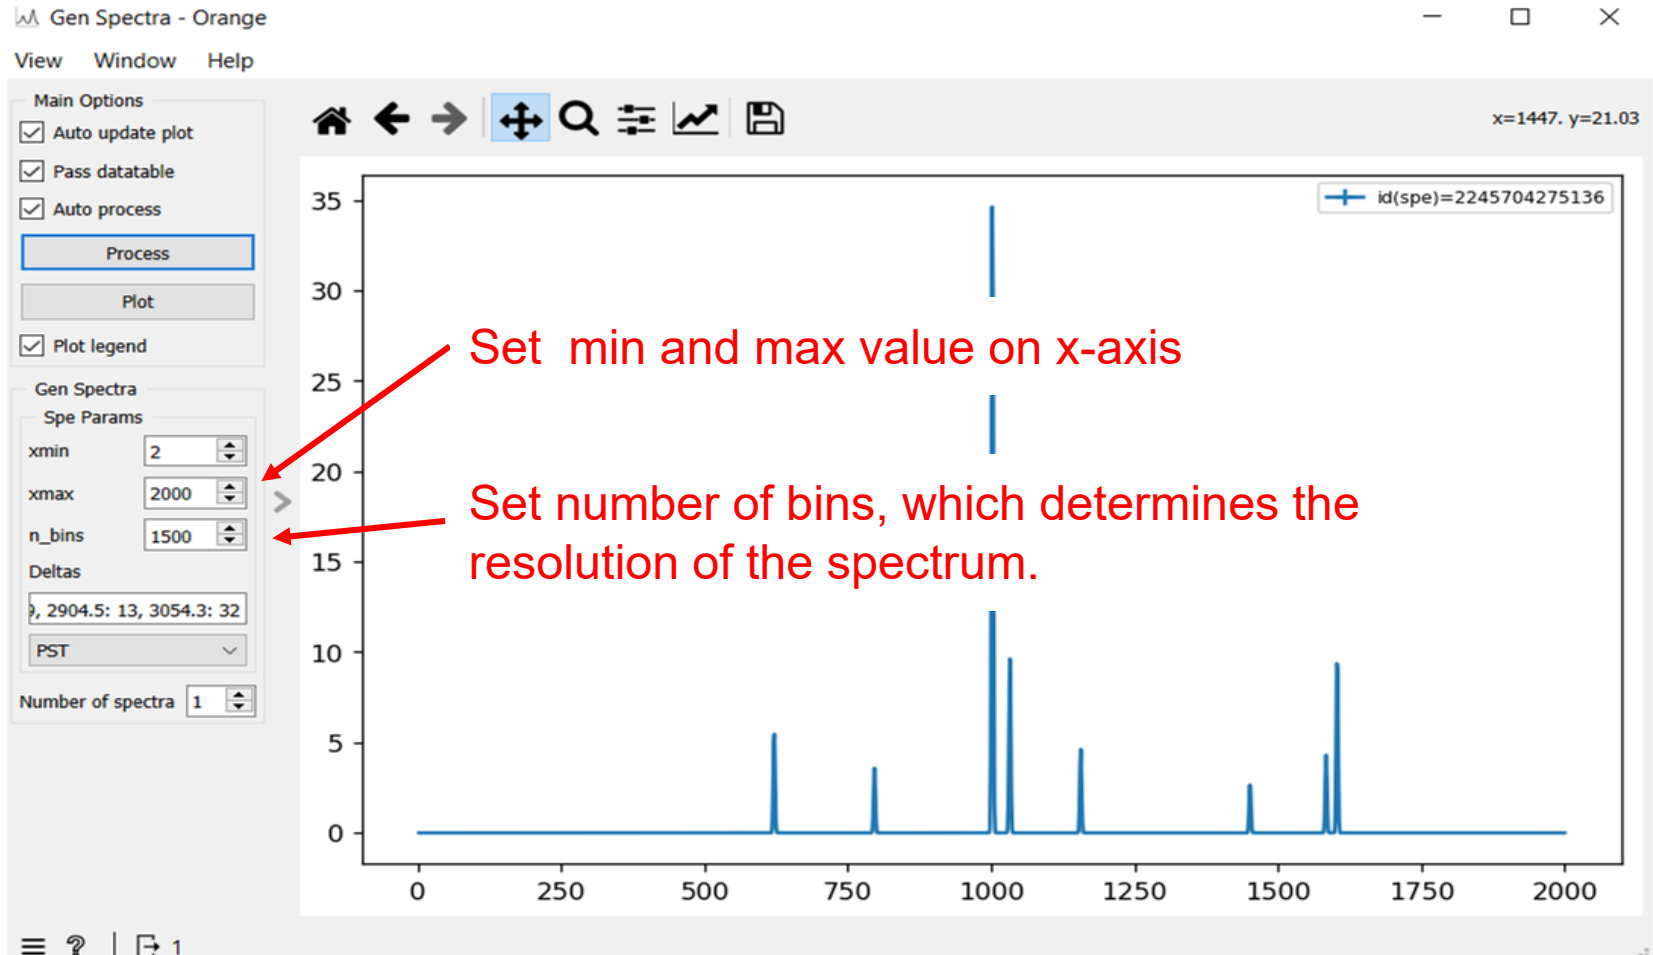 Gen Spectra - Orange
View Window Help
Main Options
Auto update plot
Pass datatable
Auto process
Process
Plot
Plot legend
Gen Spectra
Spe Params
xmin 2
xmax 2000
n_bins 1500
Deltas
9, 2904.5: 13, 3054.3: 32
PST
Number of spectra 1
x=1447. y=21.03
id(spe)=2245704275136
35
30
25
20
15
10
5
0
0 250 500 750 1000 1250 1500 1750 2000
Set min and max value on x-axis
Set number of bins, which determines the
resolution of the spectrum.
1